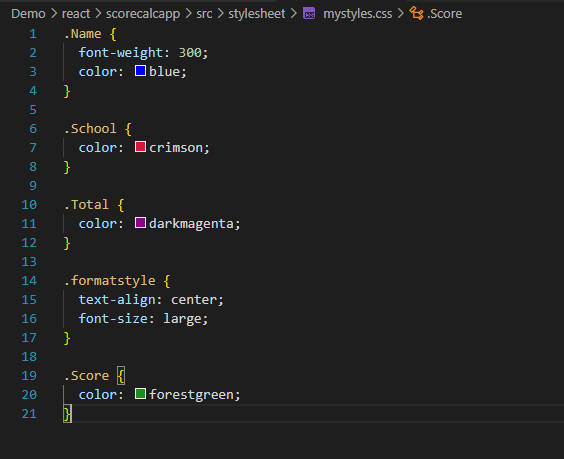 Demo > react > scorecalcapp > src > stylesheet > mystyles.css > .Score
1 .Name {
2   font-weight: 300;
3   color: blue;
4 }
5
6 .School {
7   color: crimson;
8 }
9
10 .Total {
11   color: darkmagenta;
12 }
13
14 .formatstyle {
15   text-align: center;
16   font-size: large;
17 }
18
19 .Score {
20   color: forestgreen;
21 }